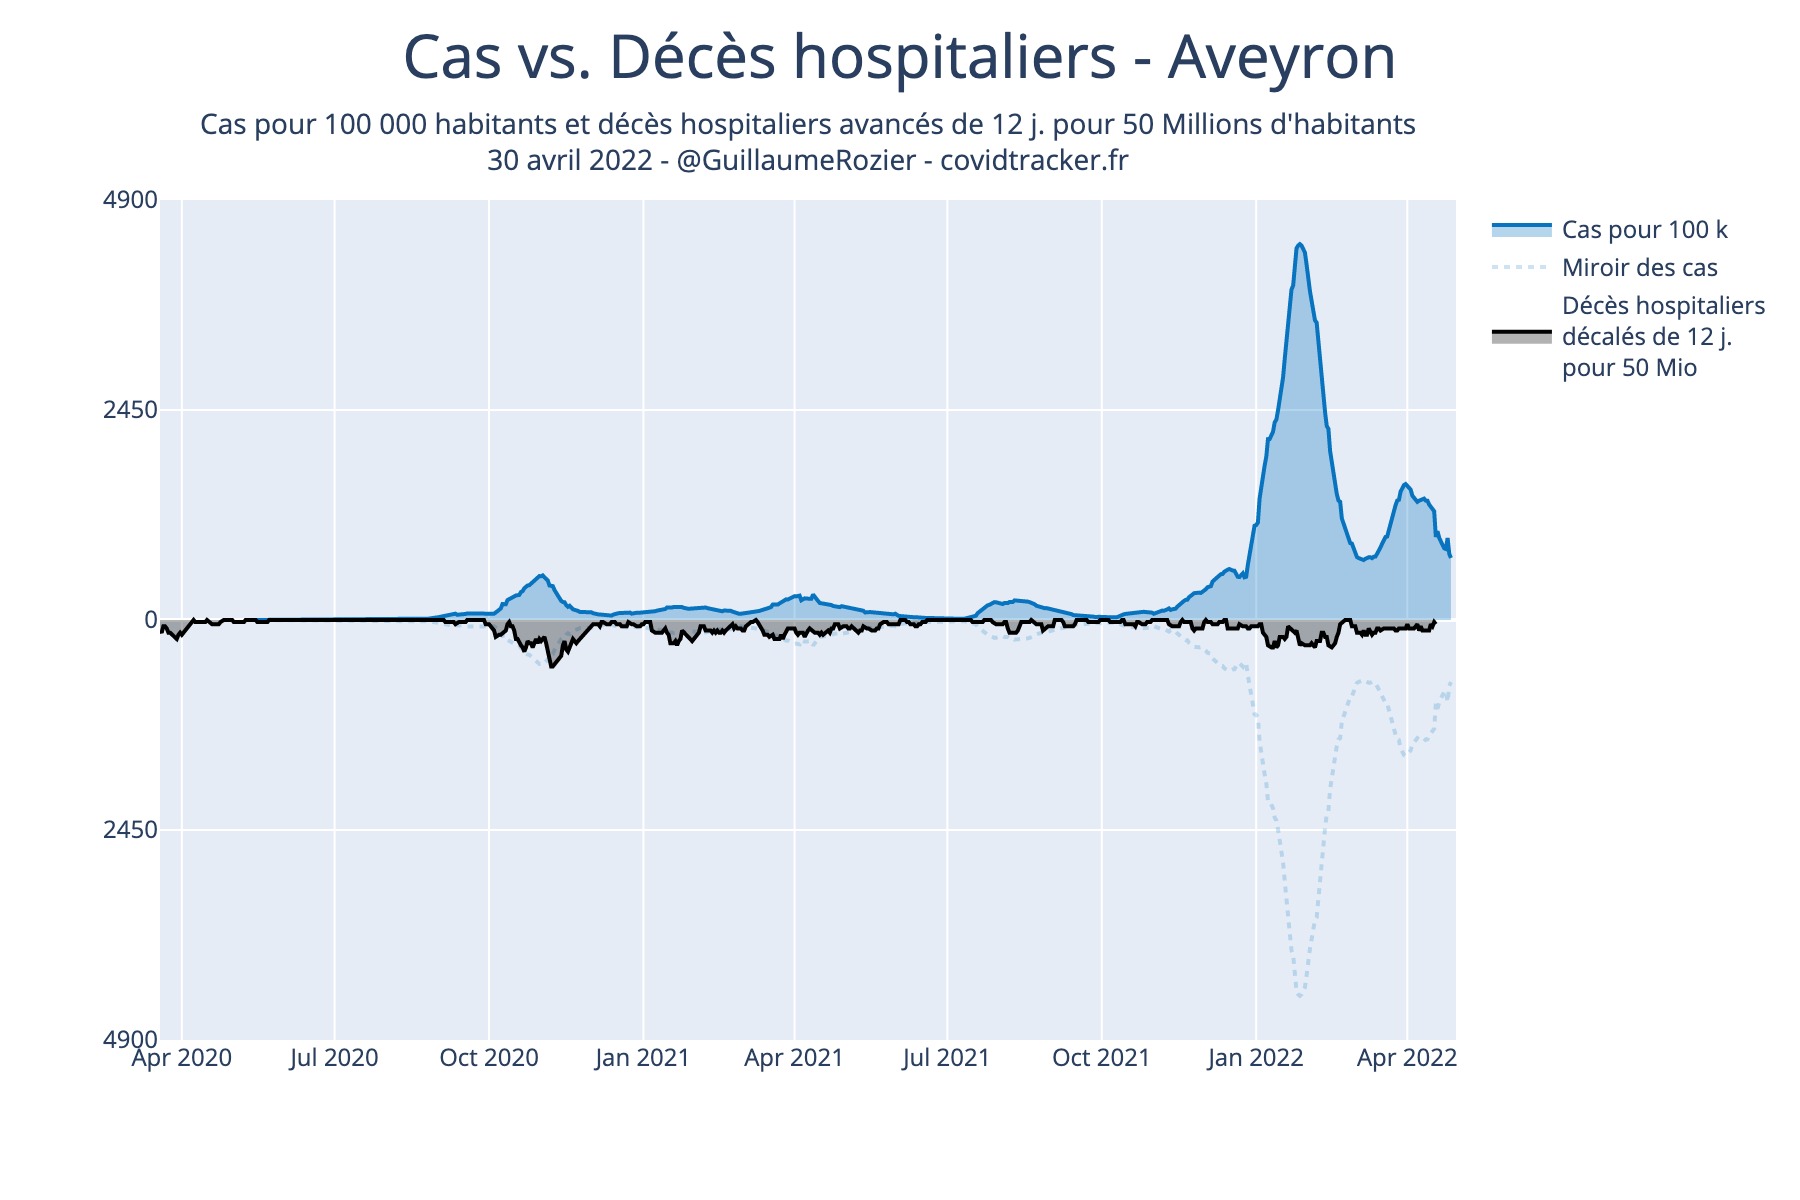 Cas vs. Décès hospitaliers - Aveyron
Cas pour 100 000 habitants et décès hospitaliers avancés de 12 j. pour 50 Millions d'habitants
30 avril 2022 - @GuillaumeRozier - covidtracker.fr
4900
2450
0
2450
4900
Apr 2020
Jul 2020
Oct 2020
Jan 2021
Apr 2021
Jul 2021
Oct 2021
Jan 2022
Apr 2022
Cas pour 100 k
Miroir des cas
Décès hospitaliers
décalés de 12 j.
pour 50 Mio